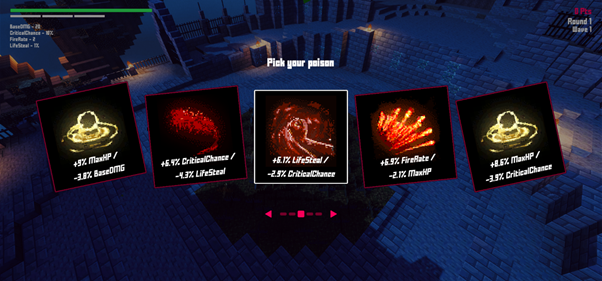 BaseDMG - 20
CriticalChance - 10%
FireRate - 2
LifeSteal - 1%
0 Pts
Round 1
Wave 1
Pick your poison
+9% MaxHP /
-3.8% BaseDMG
+6.4% CriticalChance /
-4.3% LifeSteal
+6.1% LifeSteal /
-2.9% CriticalChance
+6.9% FireRate /
-2.1% MaxHP
+8.6% MaxHP /
-3.9% CriticalChance